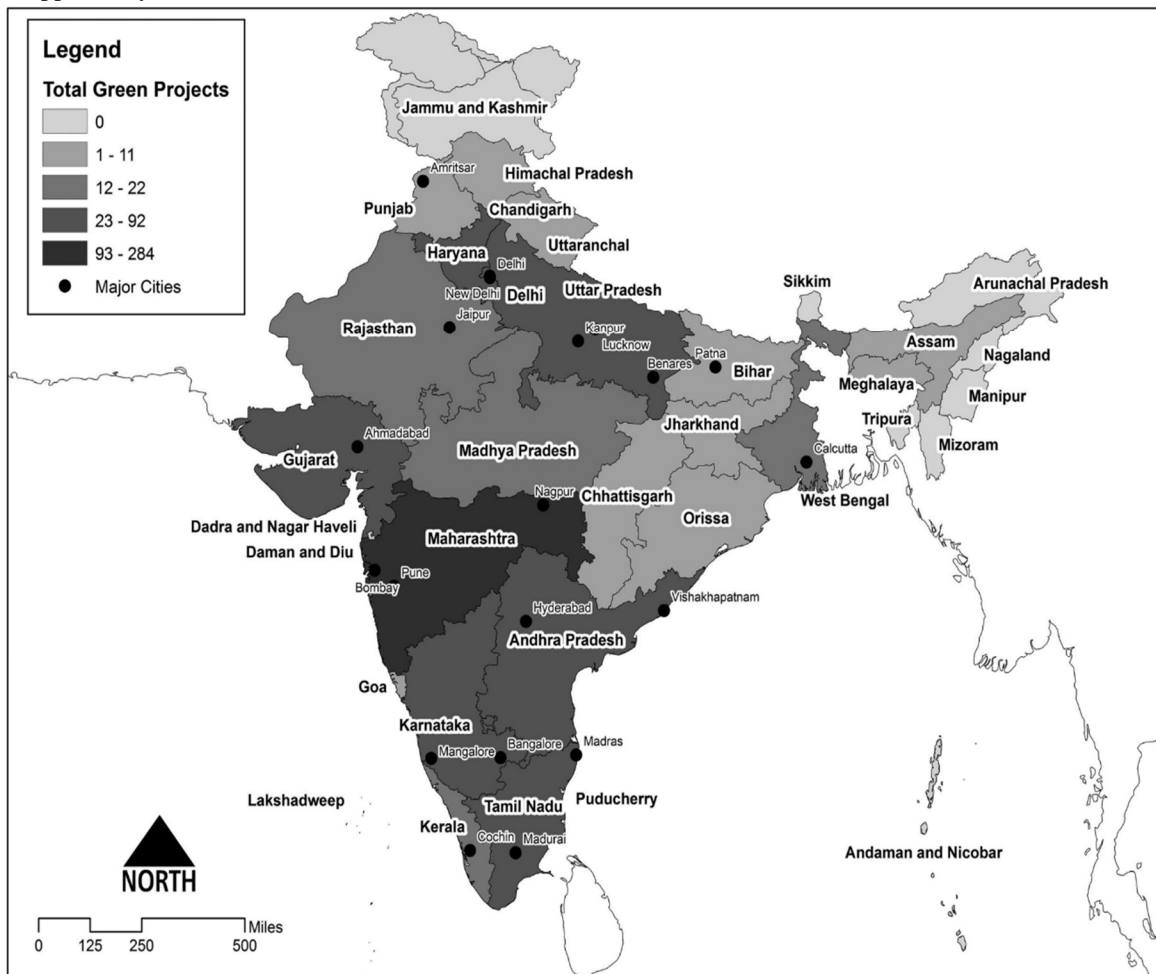 Legend
Total Green Projects
0
1 - 11
12 - 22
23 - 92
93 - 284
Major Cities
Jammu and Kashmir
Amritsar
Himachal Pradesh
Punjab
Chandigarh
Uttaranchal
Haryana
Delhi
New Delhi
Delhi
Uttar Pradesh
Sikkim
Arunachal Pradesh
Rajasthan
Jaipur
Kanpur
Lucknow
Assam
Nagaland
Benares
Patna
Bihar
Meghalaya
Manipur
Jharkhand
Tripura
Mizoram
Ahmadabad
Gujarat
Madhya Pradesh
Calcutta
Nagpur
Chhattisgarh
West Bengal
Orissa
Dadra and Nagar Haveli
Daman and Diu
Maharashtra
Pune
Bombay
Vishakhapatnam
Hyderabad
Andhra Pradesh
Goa
Karnataka
Mangalore
Bangalore
Madras
Lakshadweep
Tamil Nadu
Puducherry
Kerala
Cochin
Madurai
Andaman and Nicobar
NORTH
Miles
0 125 250 500